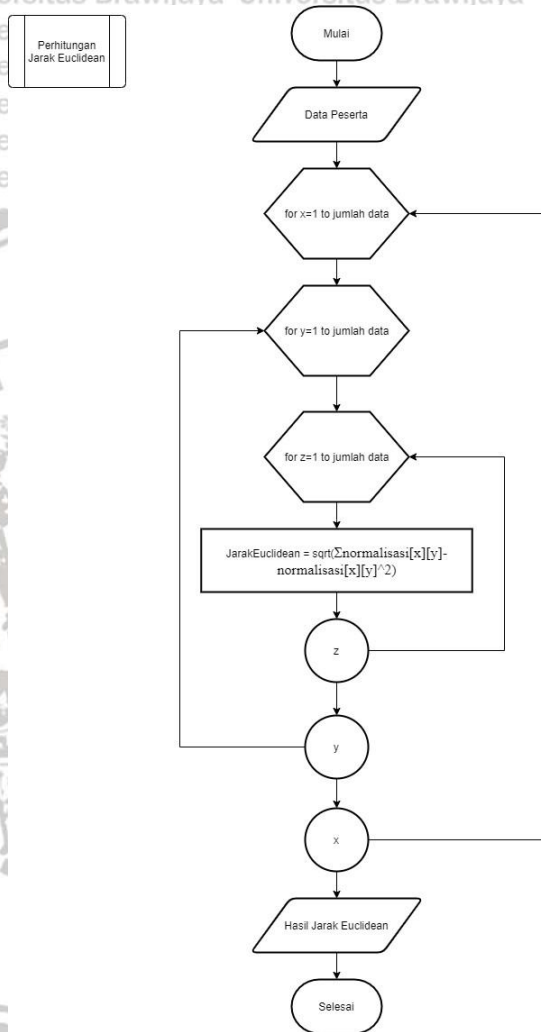 Perhitungan
Jarak Euclidean
Mulai
Data Peserta
for x=1 to jumlah data
for y=1 to jumlah data
for z=1 to jumlah data
JarakEuclidean = sqrt(Σnormalisasi[x][y]-
normalisasi[x][y]^2)
z
y
x
Hasil Jarak Euclidean
Selesai